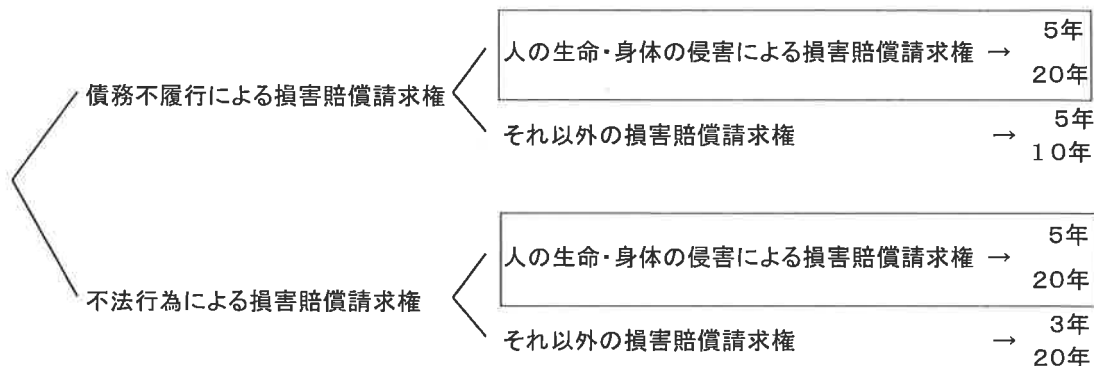 債務不履行による損害賠償請求権
人の生命・身体の侵害による損害賠償請求権 → 5年
20年
それ以外の損害賠償請求権 → 5年
10年
不法行為による損害賠償請求権
人の生命・身体の侵害による損害賠償請求権 → 5年
20年
それ以外の損害賠償請求権 → 3年
20年